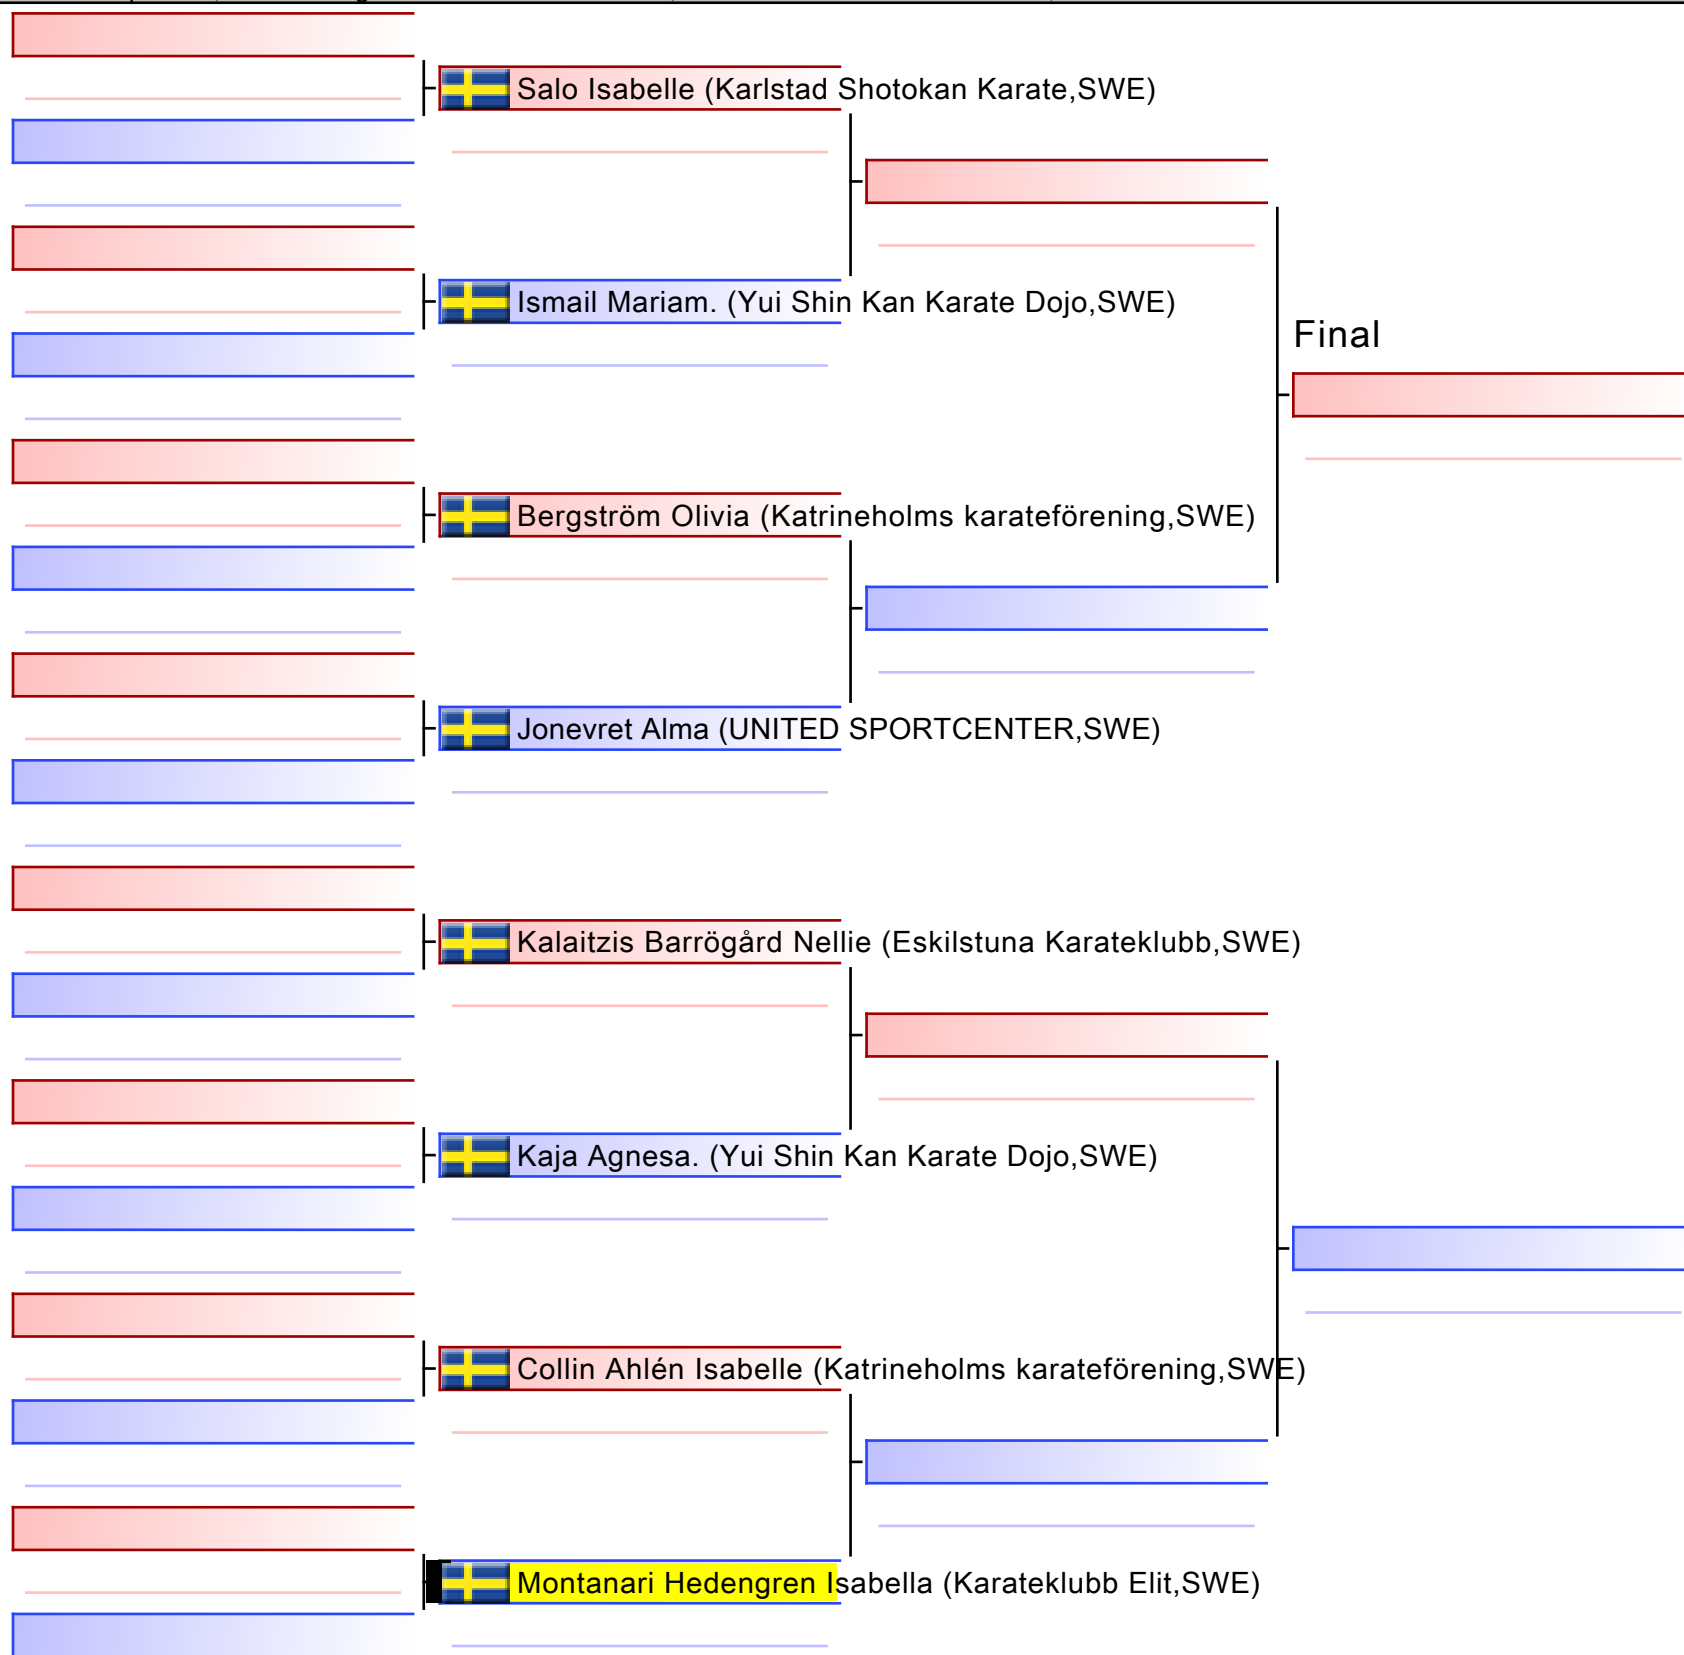 Salo Isabelle (Karlstad Shotokan Karate,SWE)
Ismail Mariam. (Yui Shin Kan Karate Dojo,SWE)
Final
Bergström Olivia (Katrineholms karateförening,SWE)
Jonevret Alma (UNITED SPORTCENTER,SWE)
Kalaitzis Barrögård Nellie (Eskilstuna Karateklubb,SWE)
Kaja Agnesa. (Yui Shin Kan Karate Dojo,SWE)
Collin Ahlén Isabelle (Katrineholms karateförening,SWE)
Montanari Hedengren Isabella (Karateklubb Elit,SWE)